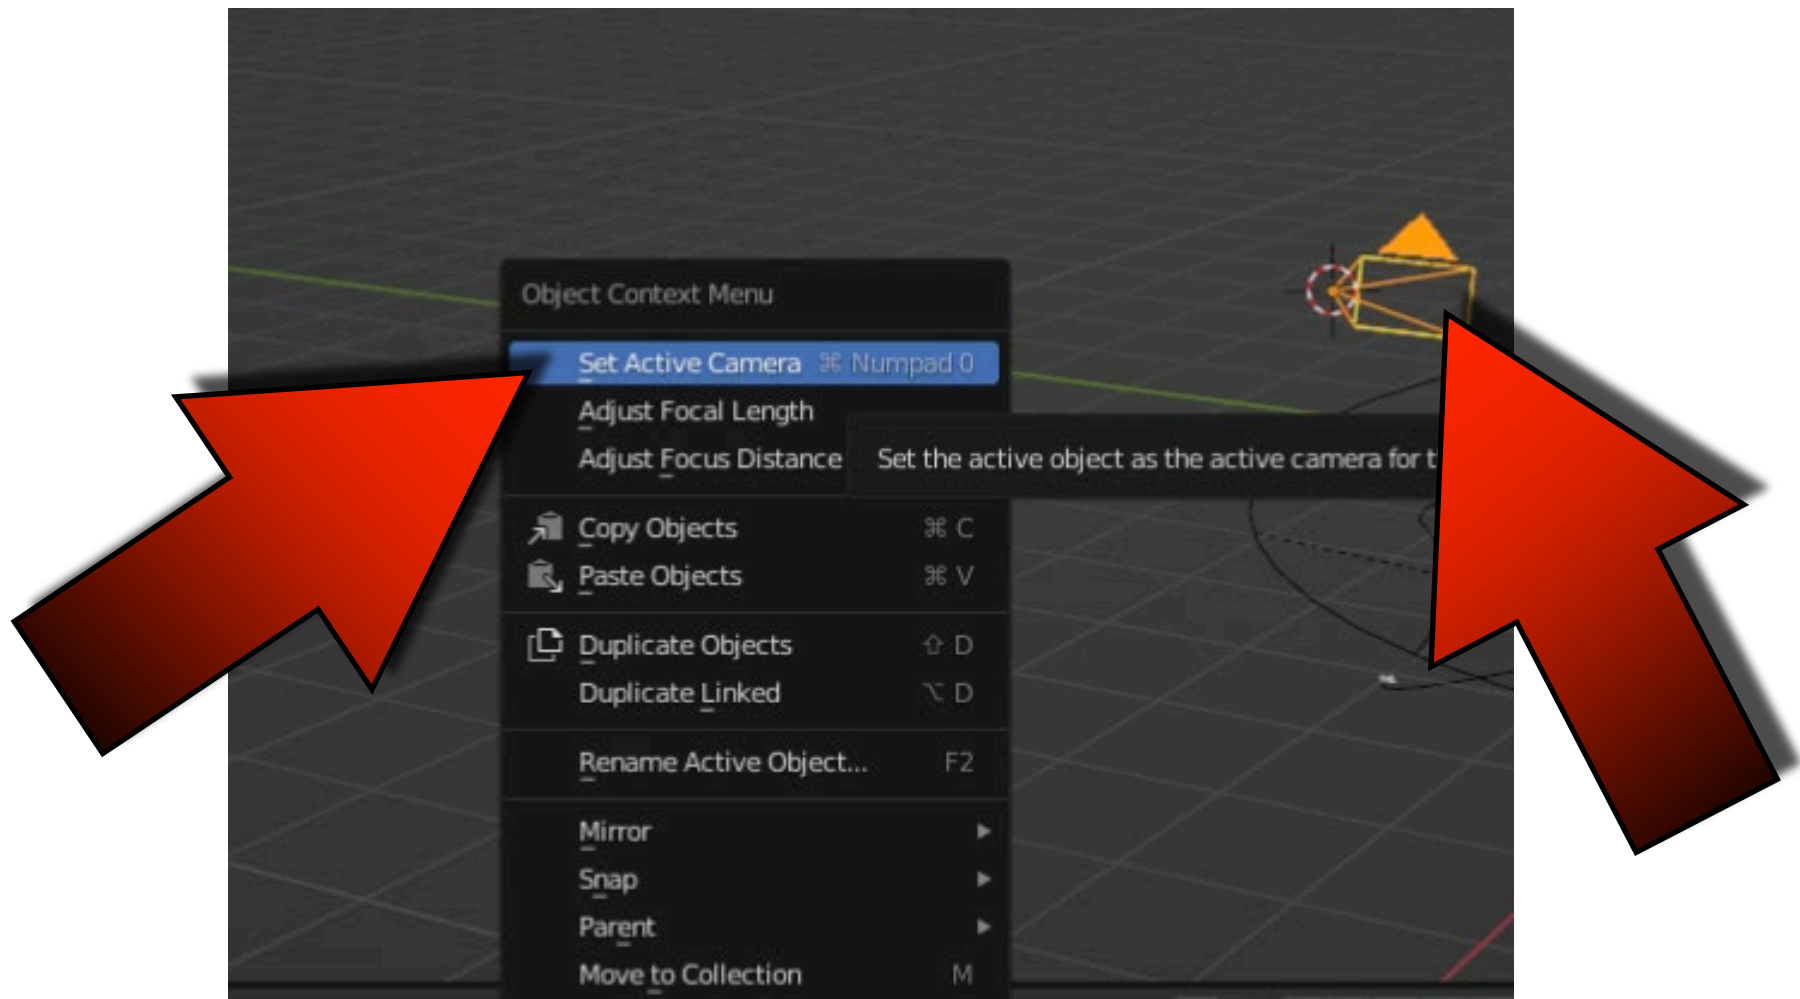 Object Context Menu
Set Active Camera ⌘ Numpad 0
Adjust Focal Length
Adjust Focus Distance
Set the active object as the active camera for t
Copy Objects ⌘ C
Paste Objects ⌘ V
Duplicate Objects ⇧ D
Duplicate Linked ⌥ D
Rename Active Object... F2
Mirror ▶
Snap ▶
Parent ▶
Move to Collection M